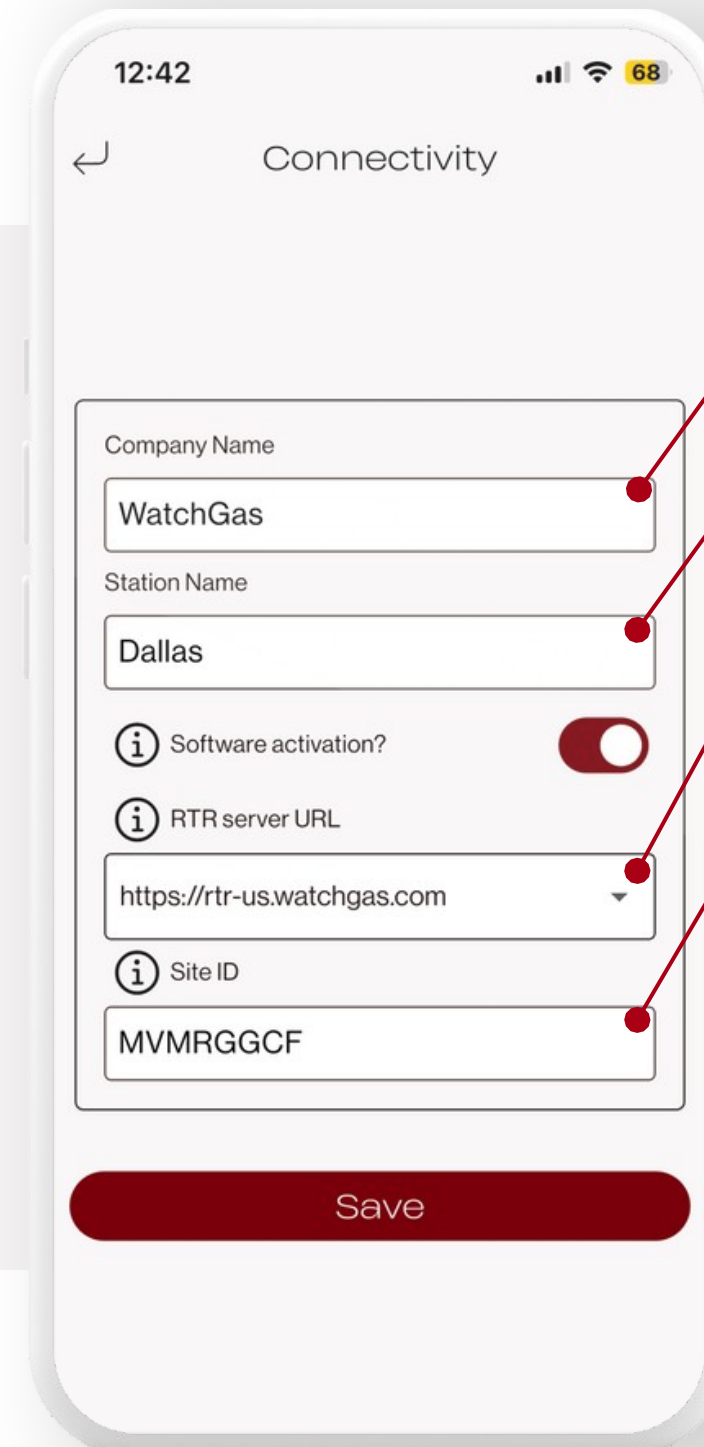 12:42 68
Connectivity
Company Name
WatchGas
Station Name
Dallas
Software activation?
RTR server URL
https://rtr-us.watchgas.com
Site ID
MVMRGGCF
Save